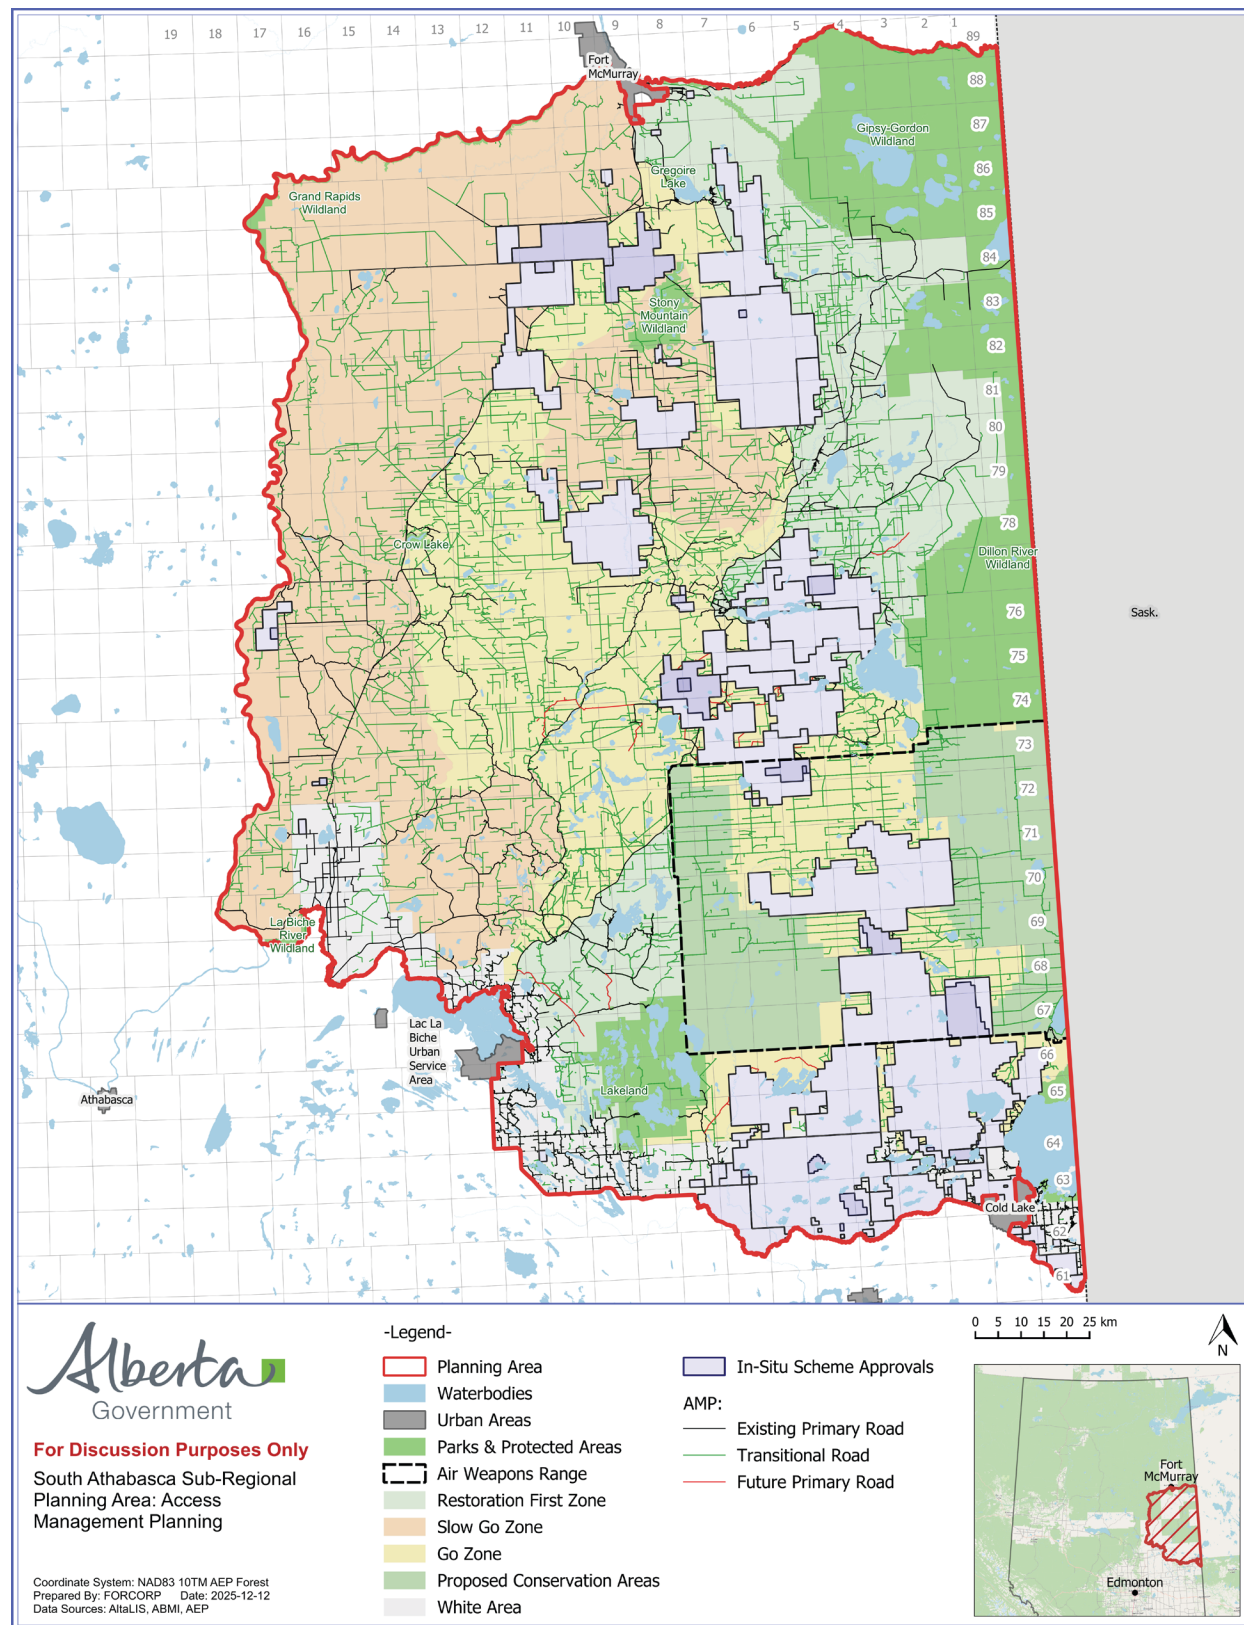 19 18 17 16 15 14 13 12 11 10 9 8 7 6 5 4 3 2 1
89
88
87
86
85
84
83
82
81
80
79
78
76
75
74
73
72
71
70
69
68
67
66
65
64
63
62
61
Fort
McMurray
Gipsy-Gordon
Wildland
Gregoire
Lake
Grand Rapids
Wildland
Stony
Mountain
Wildland
Crow Lake
Dillon River
Wildland
Sask.
La Biche
River
Wildland
Lac La
Biche
Urban
Service
Area
Athabasca
Lakeland
Cold Lake
Alberta
Government
For Discussion Purposes Only
South Athabasca Sub-Regional
Planning Area: Access
Management Planning
Coordinate System: NAD83 10TM AEP Forest
Prepared By: FORCORP Date: 2025-12-12
Data Sources: AltaLIS, ABMI, AEP
-Legend-
Planning Area
Waterbodies
Urban Areas
Parks & Protected Areas
Air Weapons Range
Restoration First Zone
Slow Go Zone
Go Zone
Proposed Conservation Areas
White Area
In-Situ Scheme Approvals
AMP:
Existing Primary Road
Transitional Road
Future Primary Road
0 5 10 15 20 25 km
N
Fort
McMurray
Edmonton